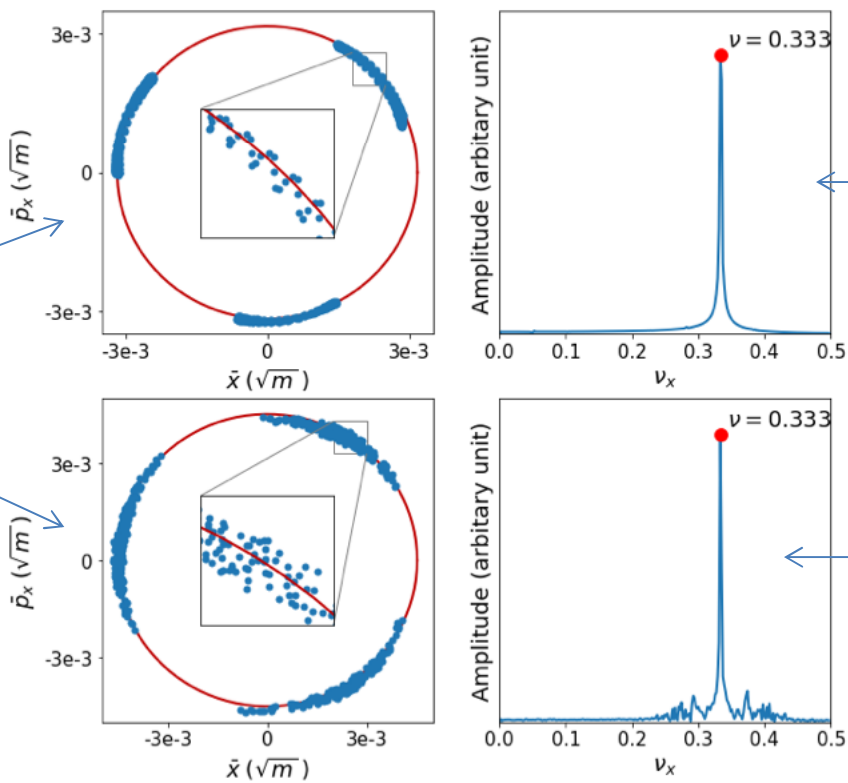 3e-3
0
-3e-3
p̄ₓ (√m)
-3e-3
0
3e-3
x̄ (√m)
ν = 0.333
Amplitude (arbitary unit)
0.0
0.1
0.2
0.3
0.4
0.5
νₓ
3e-3
0
-3e-3
p̄ₓ (√m)
-3e-3
0
3e-3
x̄ (√m)
ν = 0.333
Amplitude (arbitary unit)
0.0
0.1
0.2
0.3
0.4
0.5
νₓ